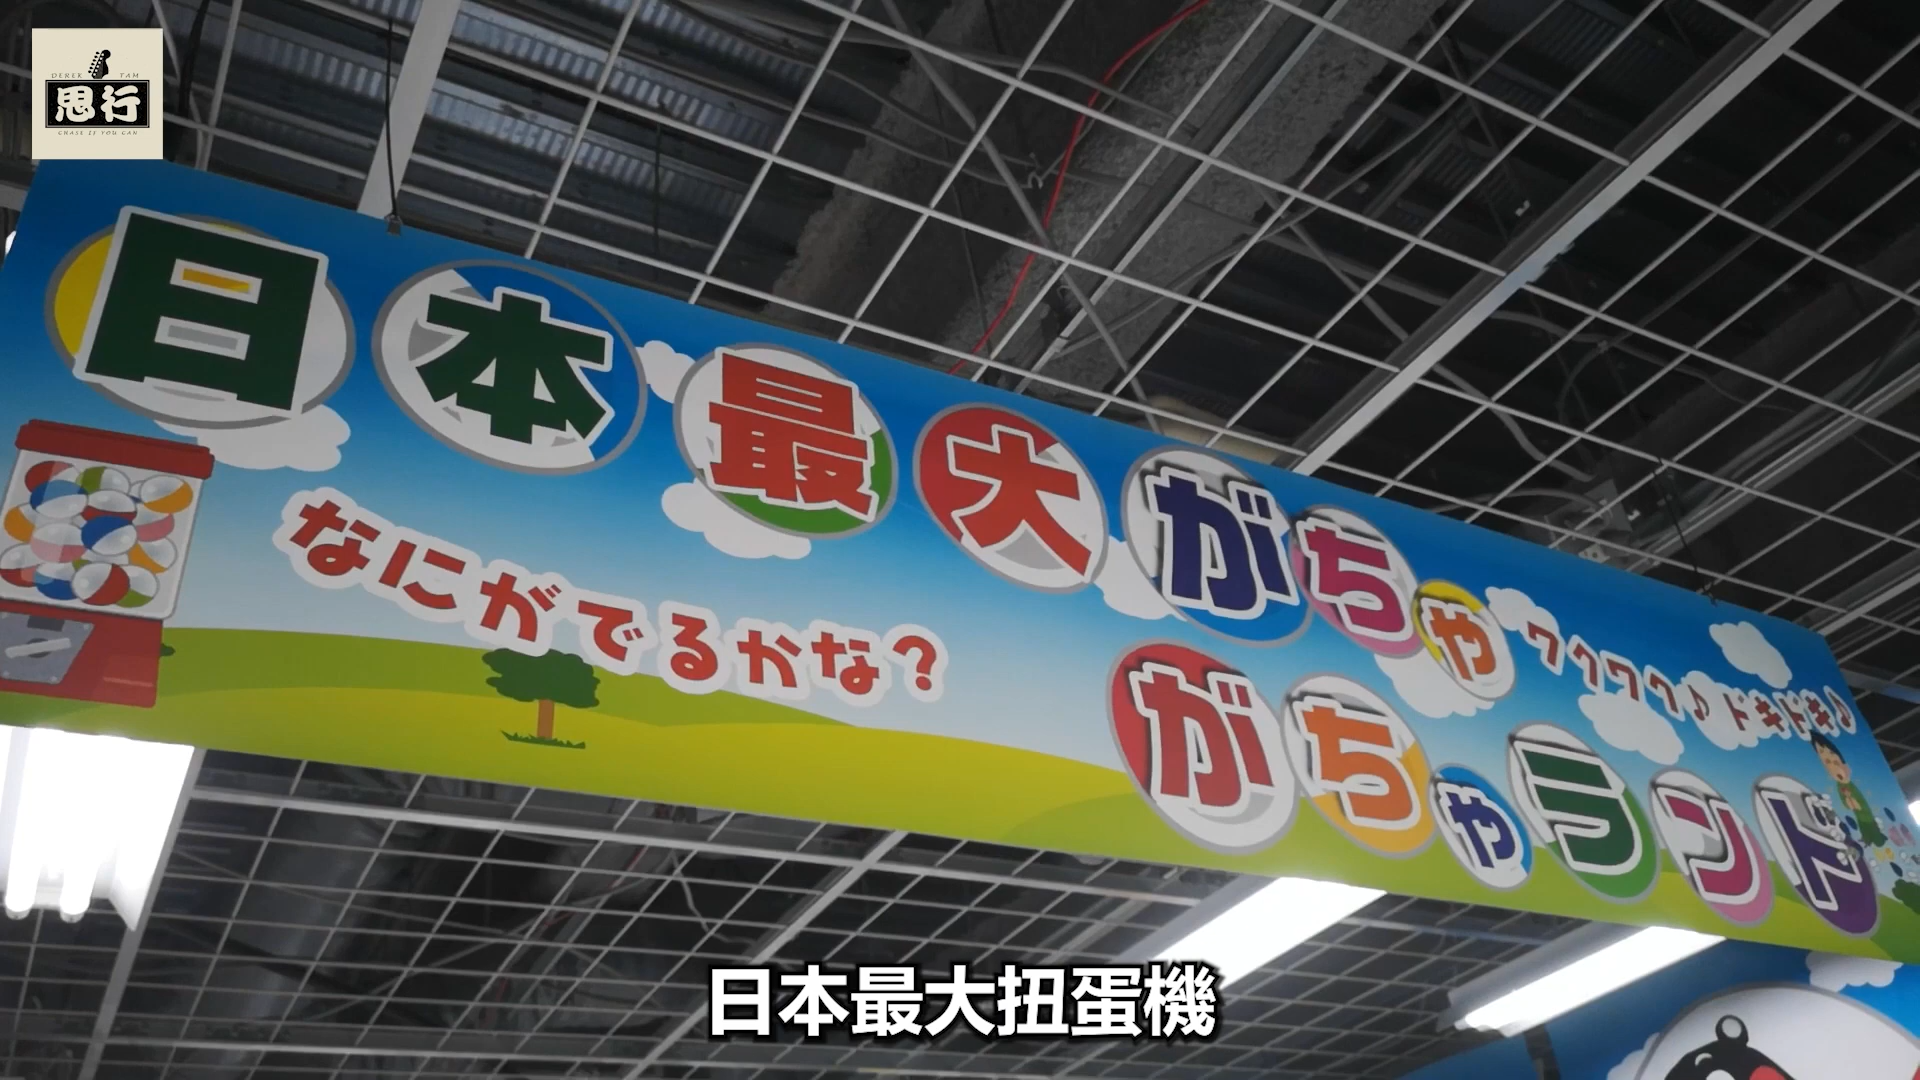 DEREK TAM
思行
CHASE IT YOU CAN
日本最大がちゃ
ワクワク♪ドキドキ♪
なにがでるかな?
がちゃランド
日本最大扭蛋機